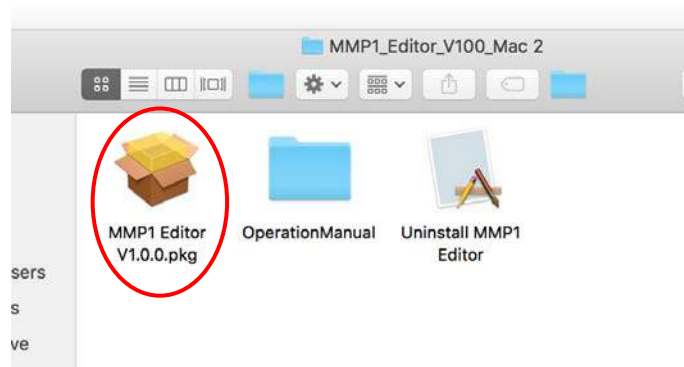 MMP1_Editor_V100_Mac 2
MMP1 Editor
V1.0.0.pkg
OperationManual
Uninstall MMP1
Editor
sers
s
ve